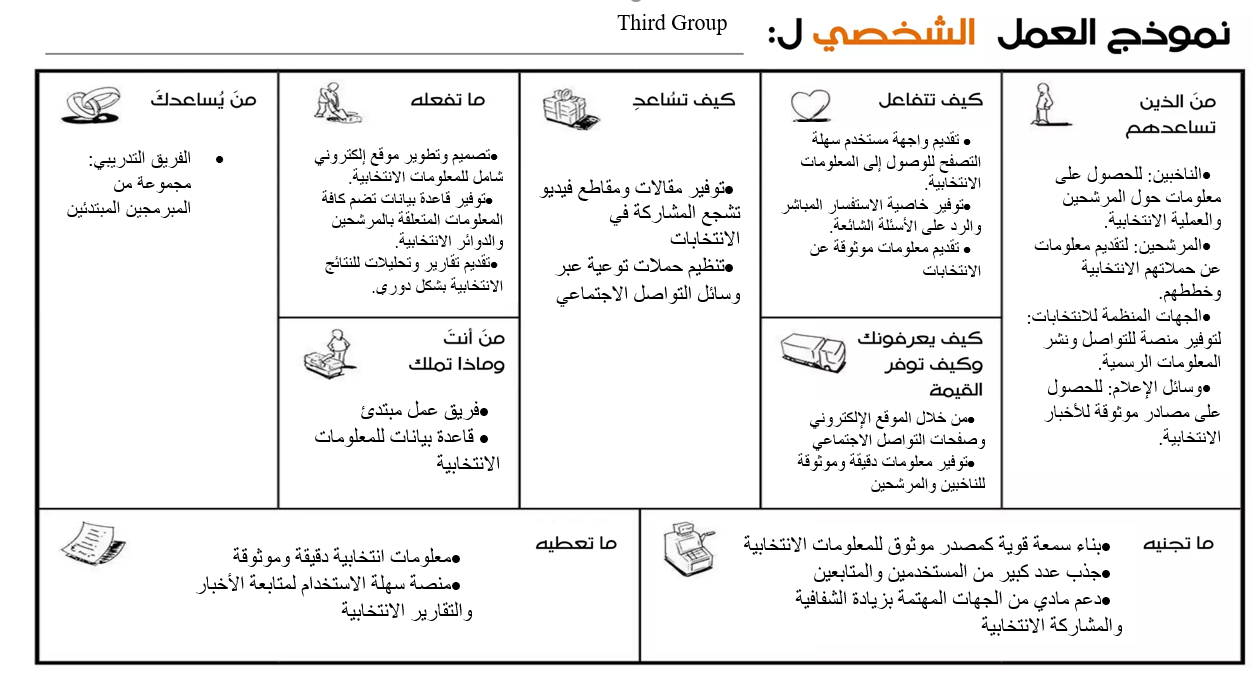 نموذج العمل الشخصي ل:
Third Group
منَ الذين
تساعدهم
•الناخبين: للحصول على
معلومات حول المرشحين
والعملية الانتخابية.
•المرشحين: لتقديم معلومات
عن حملاتهم الانتخابية
وخططهم.
•الجهات المنظمة للانتخابات:
لتوفير منصة للتواصل ونشر
المعلومات الرسمية.
•وسائل الإعلام: للحصول
على مصادر موثوقة للأخبار
الانتخابية.
كيف تتفاعل
• تقديم واجهة مستخدم سهلة
التصفح للوصول إلى المعلومات
الانتخابية.
•توفير خاصية الاستفسار المباشر
والرد على الأسئلة الشائعة.
• تقديم معلومات موثوقة عن
الانتخابات
كيف يعرفونك
وكيف توفر
القيمة
•من خلال الموقع الإلكتروني
وصفحات التواصل الاجتماعي
•توفير معلومات دقيقة وموثوقة
للناخبين والمرشحين
كيف تسُاعدِ
•توفير مقالات ومقاطع فيديو
تشجع المشاركة في
الانتخابات
•تنظيم حملات توعية عبر
وسائل التواصل الاجتماعي
ما تفعله
•تصميم وتطوير موقع إلكتروني
شامل للمعلومات الانتخابية.
•توفير قاعدة بيانات تضم كافة
المعلومات المتعلقة بالمرشحين
والدوائر الانتخابية.
•تقديم تقارير وتحليلات للنتائج
الانتخابية بشكل دوري.
منَ أنتَ
وماذا تملك
•فريق عمل مبتدئ
• قاعدة بيانات للمعلومات
الانتخابية
منَ يُساعدكَ
• الفريق التدريبي:
مجموعة من
المبرمجين المبتدئين
ما تجنيه
•بناء سمعة قوية كمصدر موثوق للمعلومات الانتخابية
•جذب عدد كبير من المستخدمين والمتابعين
•دعم مادي من الجهات المهتمة بزيادة الشفافية
والمشاركة الانتخابية
ما تعطيه
•معلومات انتخابية دقيقة وموثوقة
•منصة سهلة الاستخدام لمتابعة الأخبار
والتقارير الانتخابية